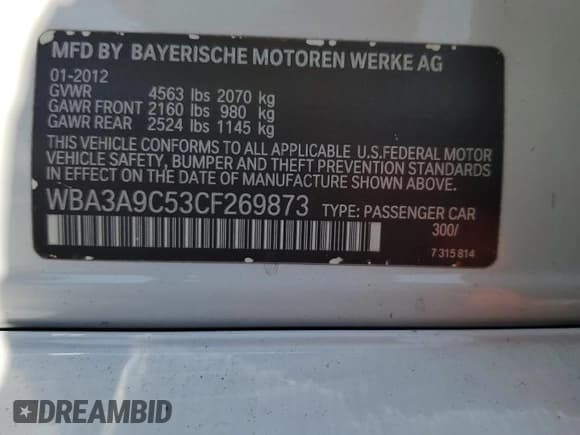 MFD BY BAYERISCHE MOTOREN WERKE AG
01-2012
GVWR 4563 lbs 2070 kg
GAWR FRONT 2160 lbs 980 kg
GAWR REAR 2524 lbs 1145 kg
THIS VEHICLE CONFORMS TO ALL APPLICABLE U.S.FEDERAL MOTOR
VEHICLE SAFETY, BUMPER AND THEFT PREVENTION STANDARDS
IN EFFECT ON THE DATE OF MANUFACTURE SHOWN ABOVE.
WBA3A9C53CF269873 TYPE: PASSENGER CAR
300/
7 315 814
DREAMBID